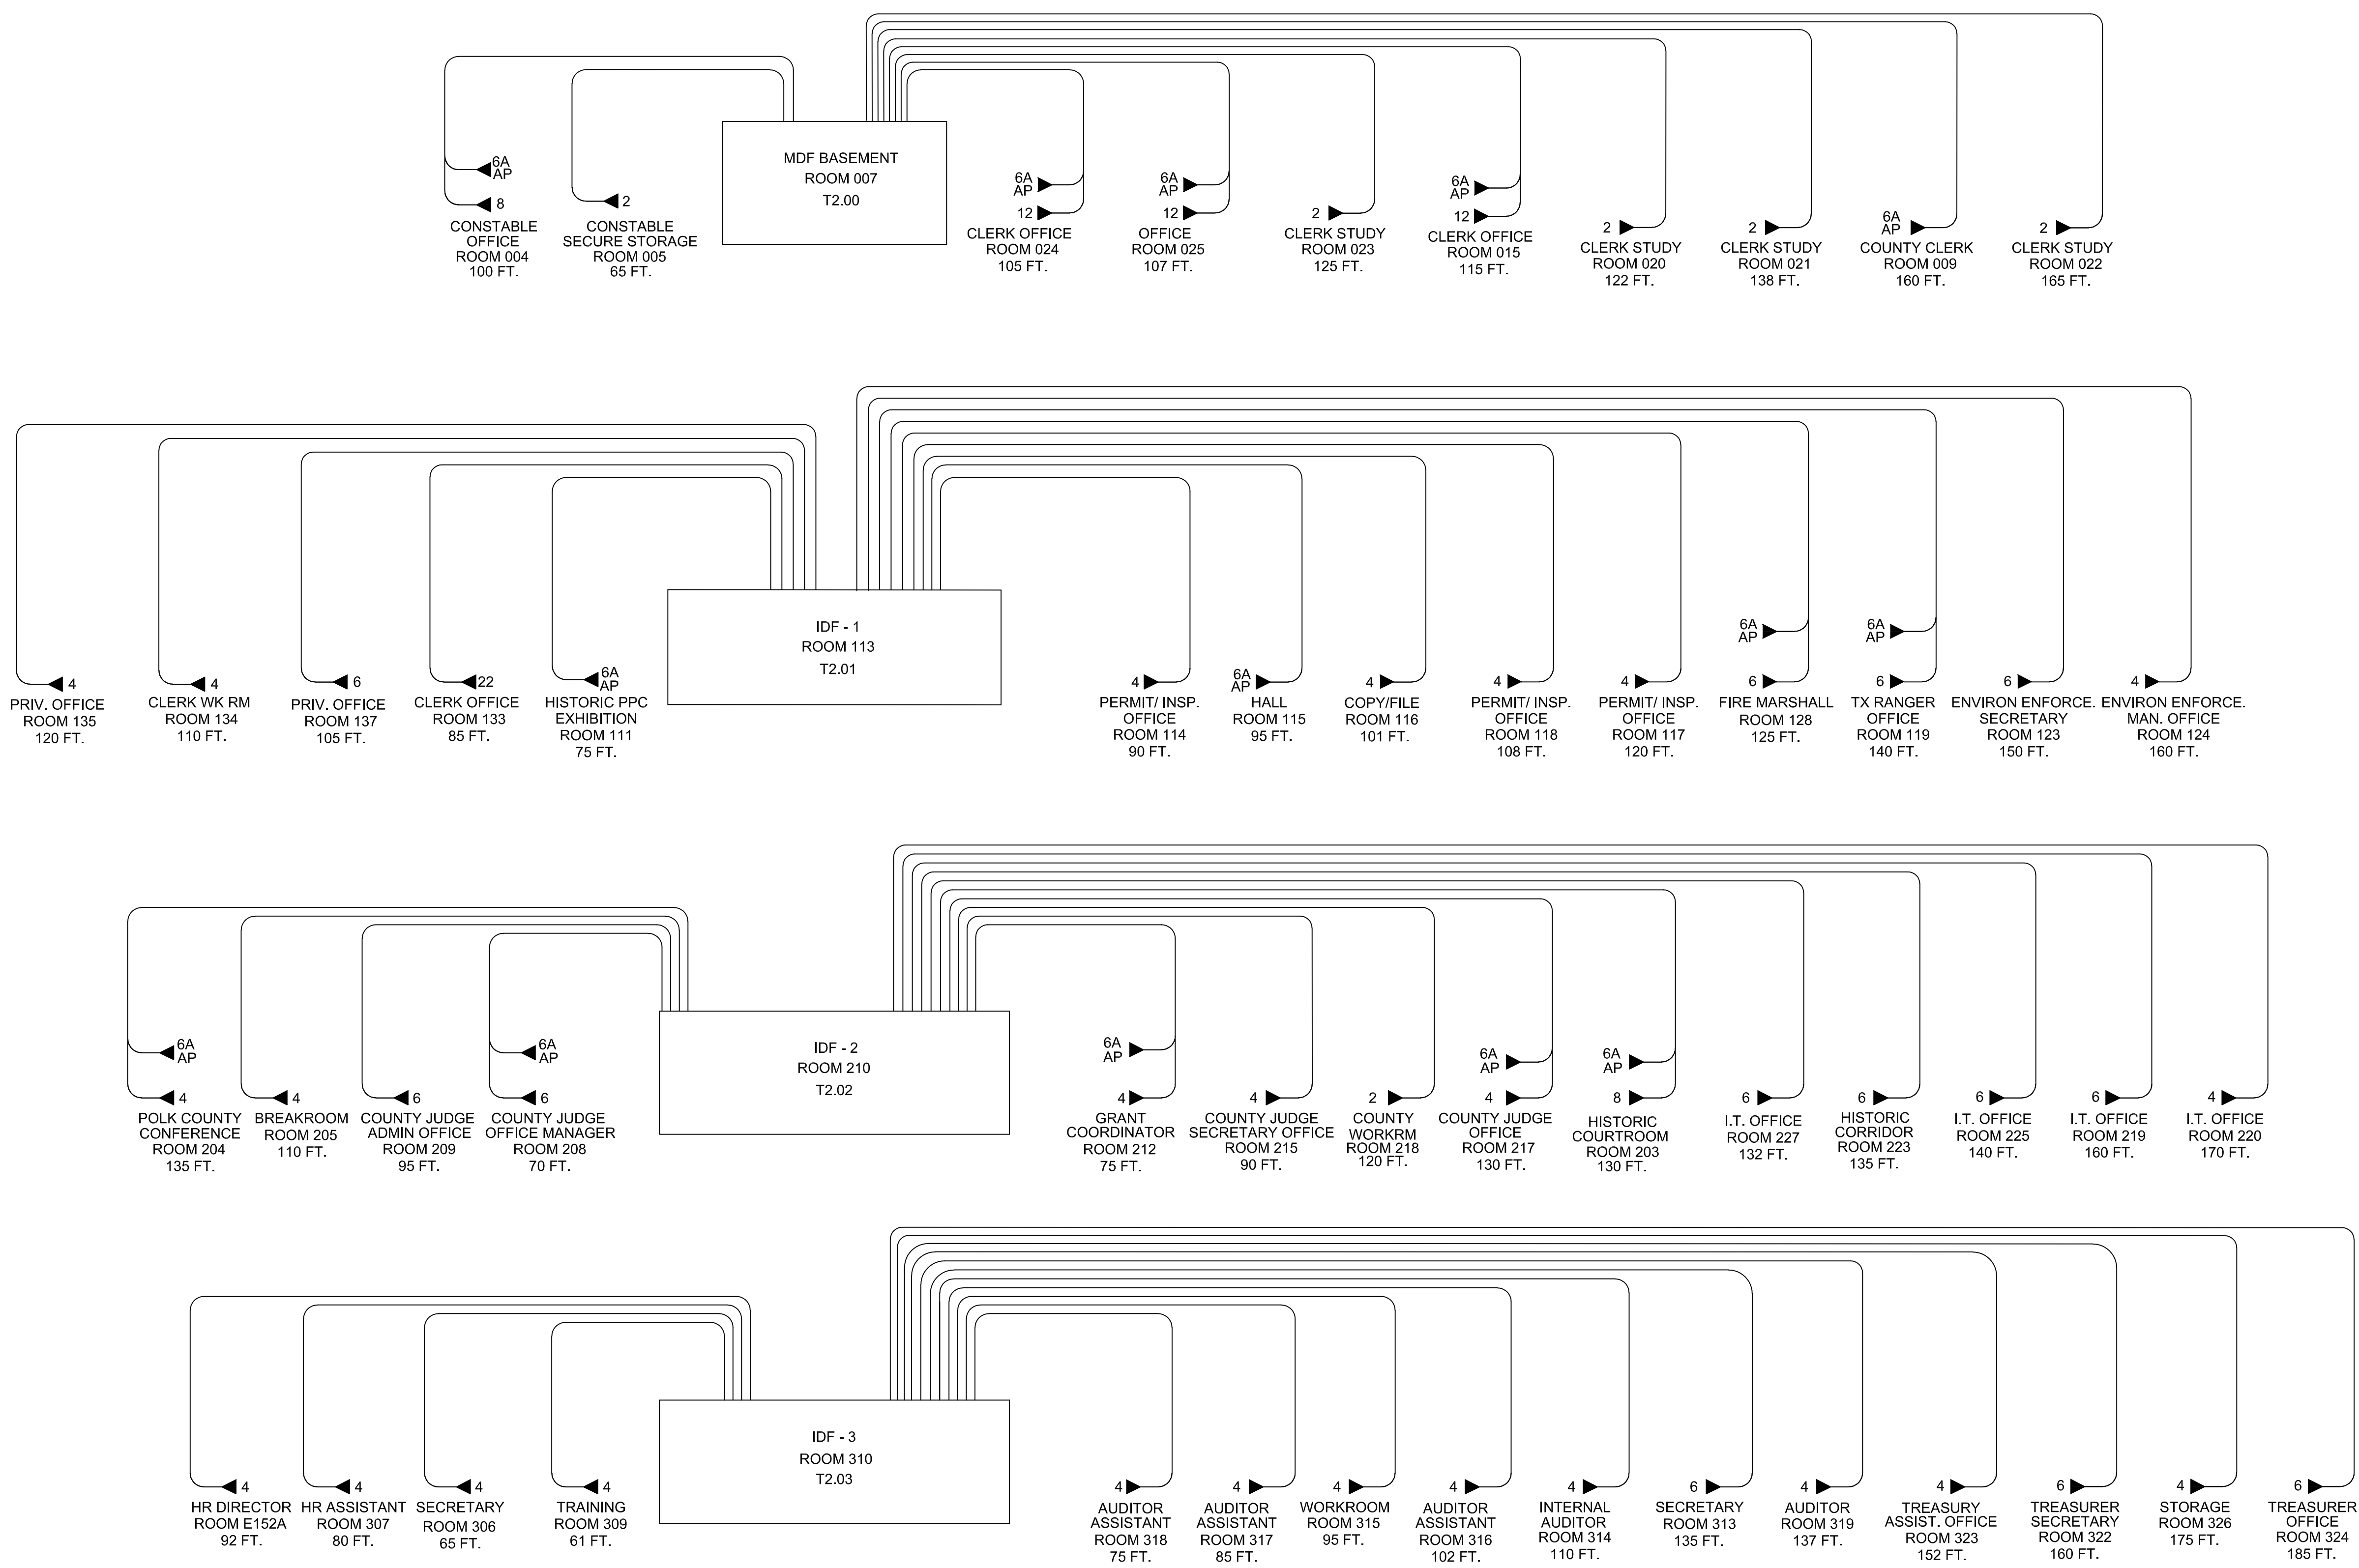 6A
AP
8
CONSTABLE
OFFICE
ROOM 004
100 FT.
2
CONSTABLE
SECURE STORAGE
ROOM 005
65 FT.
MDF BASEMENT
ROOM 007
T2.00
6A
AP
12
CLERK OFFICE
ROOM 024
105 FT.
6A
AP
12
OFFICE
ROOM 025
107 FT.
2
CLERK STUDY
ROOM 023
125 FT.
6A
AP
12
CLERK OFFICE
ROOM 015
115 FT.
2
CLERK STUDY
ROOM 020
122 FT.
2
CLERK STUDY
ROOM 021
138 FT.
6A
AP
COUNTY CLERK
ROOM 009
160 FT.
2
CLERK STUDY
ROOM 022
165 FT.
4
PRIV. OFFICE
ROOM 135
120 FT.
4
CLERK WK RM
ROOM 134
110 FT.
6
PRIV. OFFICE
ROOM 137
105 FT.
22
CLERK OFFICE
ROOM 133
85 FT.
6A
AP
HISTORIC PPC
EXHIBITION
ROOM 111
75 FT.
IDF - 1
ROOM 113
T2.01
4
PERMIT/ INSP.
OFFICE
ROOM 114
90 FT.
6A
AP
HALL
ROOM 115
95 FT.
4
COPY/FILE
ROOM 116
101 FT.
4
PERMIT/ INSP.
OFFICE
ROOM 118
108 FT.
4
PERMIT/ INSP.
OFFICE
ROOM 117
120 FT.
6A
AP
6
FIRE MARSHALL
ROOM 128
125 FT.
6A
AP
6
TX RANGER
OFFICE
ROOM 119
140 FT.
6
ENVIRON ENFORCE.
SECRETARY
ROOM 123
150 FT.
4
ENVIRON ENFORCE.
MAN. OFFICE
ROOM 124
160 FT.
6A
AP
4
POLK COUNTY
CONFERENCE
ROOM 204
135 FT.
4
BREAKROOM
ROOM 205
110 FT.
6
COUNTY JUDGE
ADMIN OFFICE
ROOM 209
95 FT.
6A
AP
6
COUNTY JUDGE
OFFICE MANAGER
ROOM 208
70 FT.
IDF - 2
ROOM 210
T2.02
6A
AP
4
GRANT
COORDINATOR
ROOM 212
75 FT.
4
COUNTY JUDGE
SECRETARY OFFICE
ROOM 215
90 FT.
2
COUNTY
WORKRM
ROOM 218
120 FT.
6A
AP
4
COUNTY JUDGE
OFFICE
ROOM 217
130 FT.
6A
AP
8
HISTORIC
COURTROOM
ROOM 203
130 FT.
6
I.T. OFFICE
ROOM 227
132 FT.
6
HISTORIC
CORRIDOR
ROOM 223
135 FT.
6
I.T. OFFICE
ROOM 225
140 FT.
6
I.T. OFFICE
ROOM 219
160 FT.
4
I.T. OFFICE
ROOM 220
170 FT.
4
HR DIRECTOR
ROOM E152A
92 FT.
4
HR ASSISTANT
ROOM 307
80 FT.
4
SECRETARY
ROOM 306
65 FT.
4
TRAINING
ROOM 309
61 FT.
IDF - 3
ROOM 310
T2.03
4
AUDITOR
ASSISTANT
ROOM 318
75 FT.
4
AUDITOR
ASSISTANT
ROOM 317
85 FT.
4
WORKROOM
ROOM 315
95 FT.
4
AUDITOR
ASSISTANT
ROOM 316
102 FT.
4
INTERNAL
AUDITOR
ROOM 314
110 FT.
6
SECRETARY
ROOM 313
135 FT.
4
AUDITOR
ROOM 319
137 FT.
4
TREASURY
ASSIST. OFFICE
ROOM 323
152 FT.
6
TREASURER
SECRETARY
ROOM 322
160 FT.
4
STORAGE
ROOM 326
175 FT.
6
TREASURER
OFFICE
ROOM 324
185 FT.